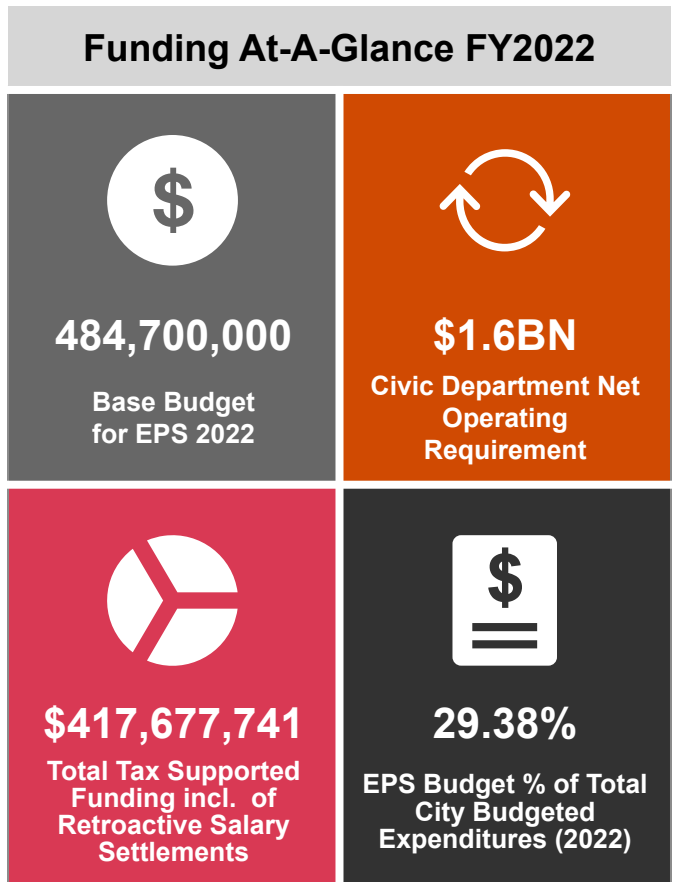 Funding At-A-Glance FY2022
$
484,700,000
Base Budget
for EPS 2022
$1.6BN
Civic Department Net
Operating
Requirement
$417,677,741
Total Tax Supported
Funding incl. of
Retroactive Salary
Settlements
$
29.38%
EPS Budget % of Total
City Budgeted
Expenditures (2022)